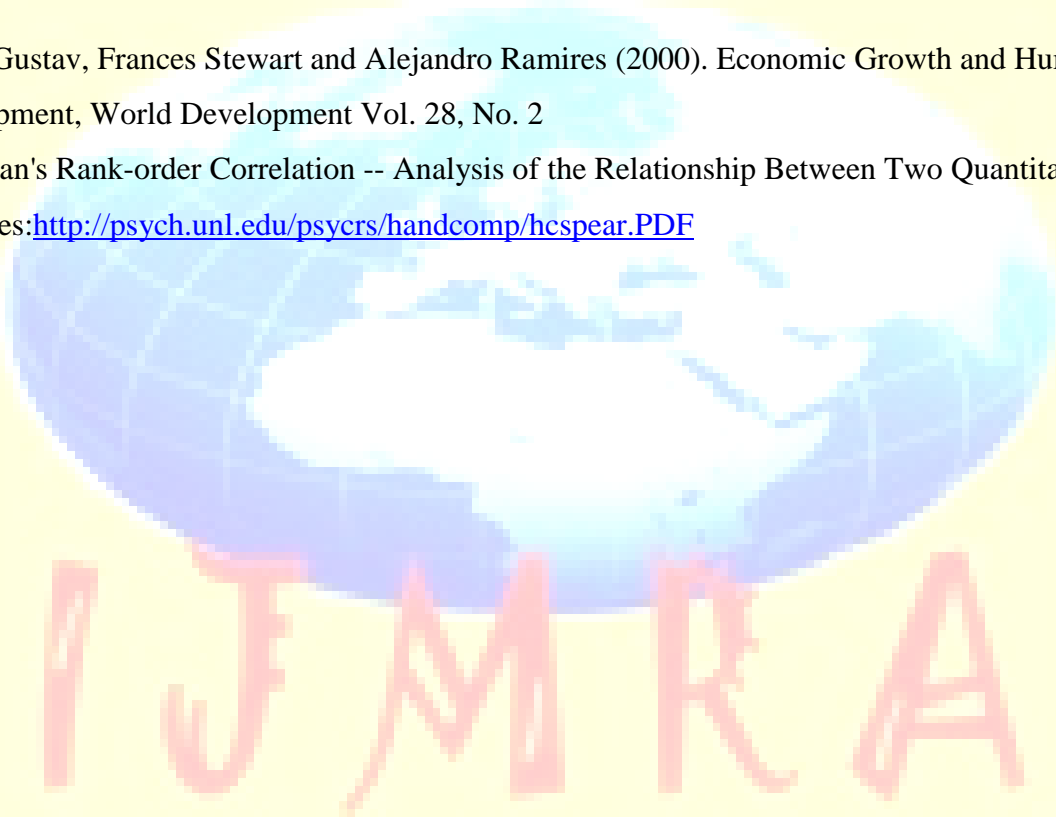 Gustav, Frances Stewart and Alejandro Ramires (2000). Economic Growth and Hu
pment, World Development Vol. 28, No. 2
an's Rank-order Correlation -- Analysis of the Relationship Between Two Quantita
es:http://psych.unl.edu/psycrs/handcomp/hcspear.PDF
IJMRA